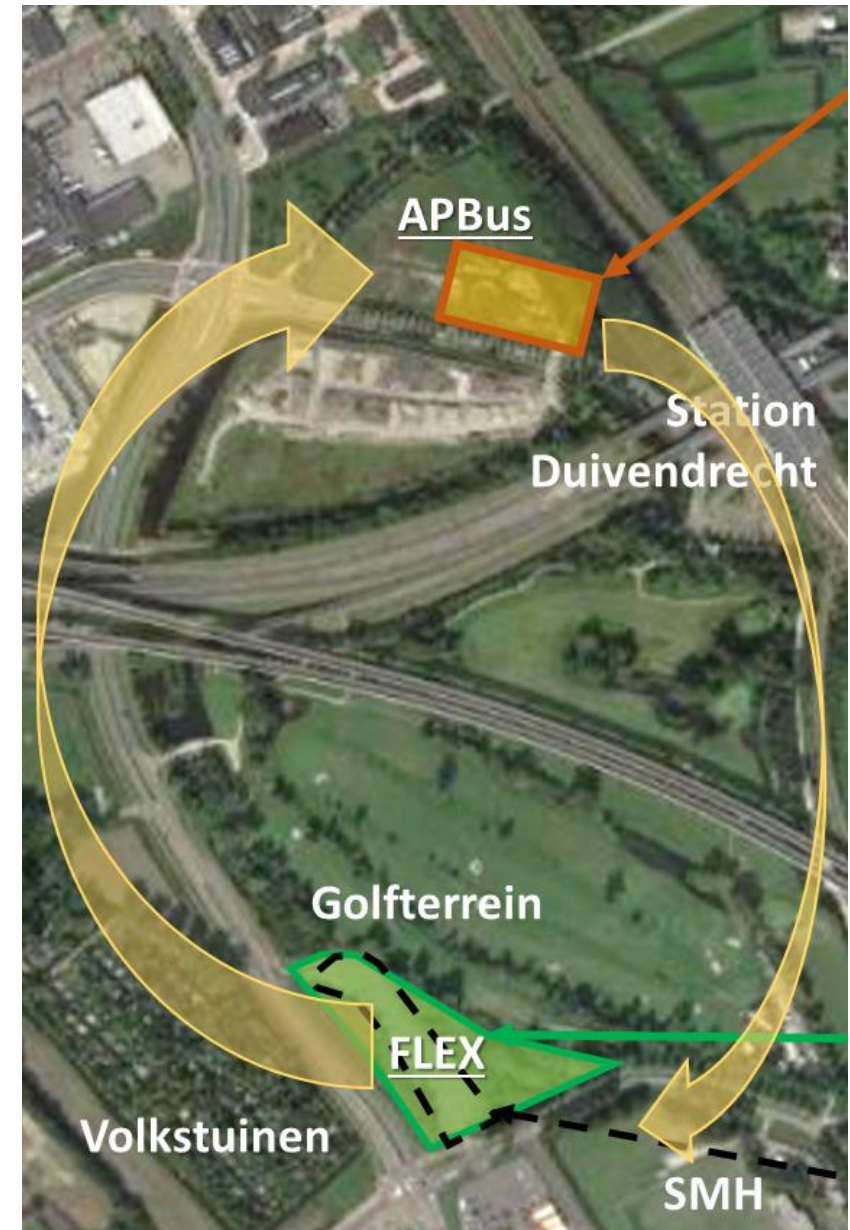 APBus
Station
Duivendrecht
Golfterrein
FLEX
Volkstuinen
SMH